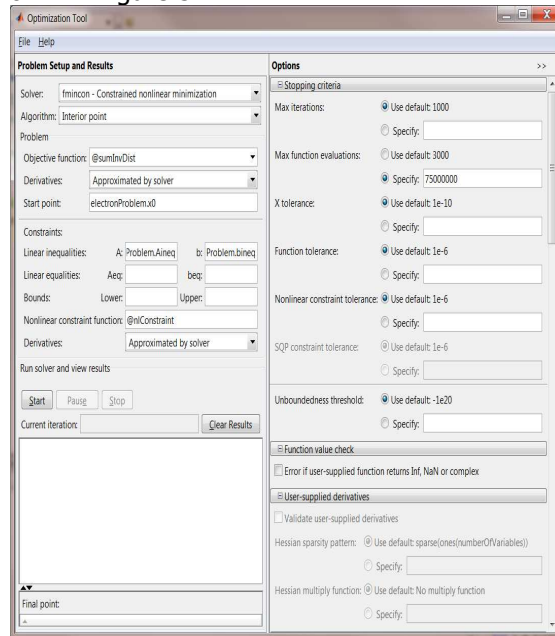 Optimization Tool
File Help
Problem Setup and Results
Solver: fmincon - Constrained nonlinear minimization
Algorithm: Interior point
Problem
Objective function: @sumInvDist
Derivatives: Approximated by solver
Start point: electronProblem.x0
Constraints:
Linear inequalities: A: Problem.Aineq b: Problem.bineq
Linear equalities: Aeq: beq:
Bounds: Lower: Upper:
Nonlinear constraint function: @nlConstraint
Derivatives: Approximated by solver
Run solver and view results
Start Pause Stop
Current iteration: Clear Results
Final point:
Options >>
Stopping criteria
Max iterations: Use default: 1000
Specify:
Max function evaluations: Use default: 3000
Specify: 75000000
X tolerance: Use default: 1e-10
Specify:
Function tolerance: Use default: 1e-6
Specify:
Nonlinear constraint tolerance: Use default: 1e-6
Specify:
SQP constraint tolerance: Use default: 1e-6
Specify:
Unboundedness threshold: Use default: -1e20
Specify:
Function value check
Error if user-supplied function returns Inf, NaN or complex
User-supplied derivatives
Validate user-supplied derivatives
Hessian sparsity pattern: Use default: sparse(ones(numberOfVariables))
Specify:
Hessian multiply function: Use default: No multiply function
Specify: